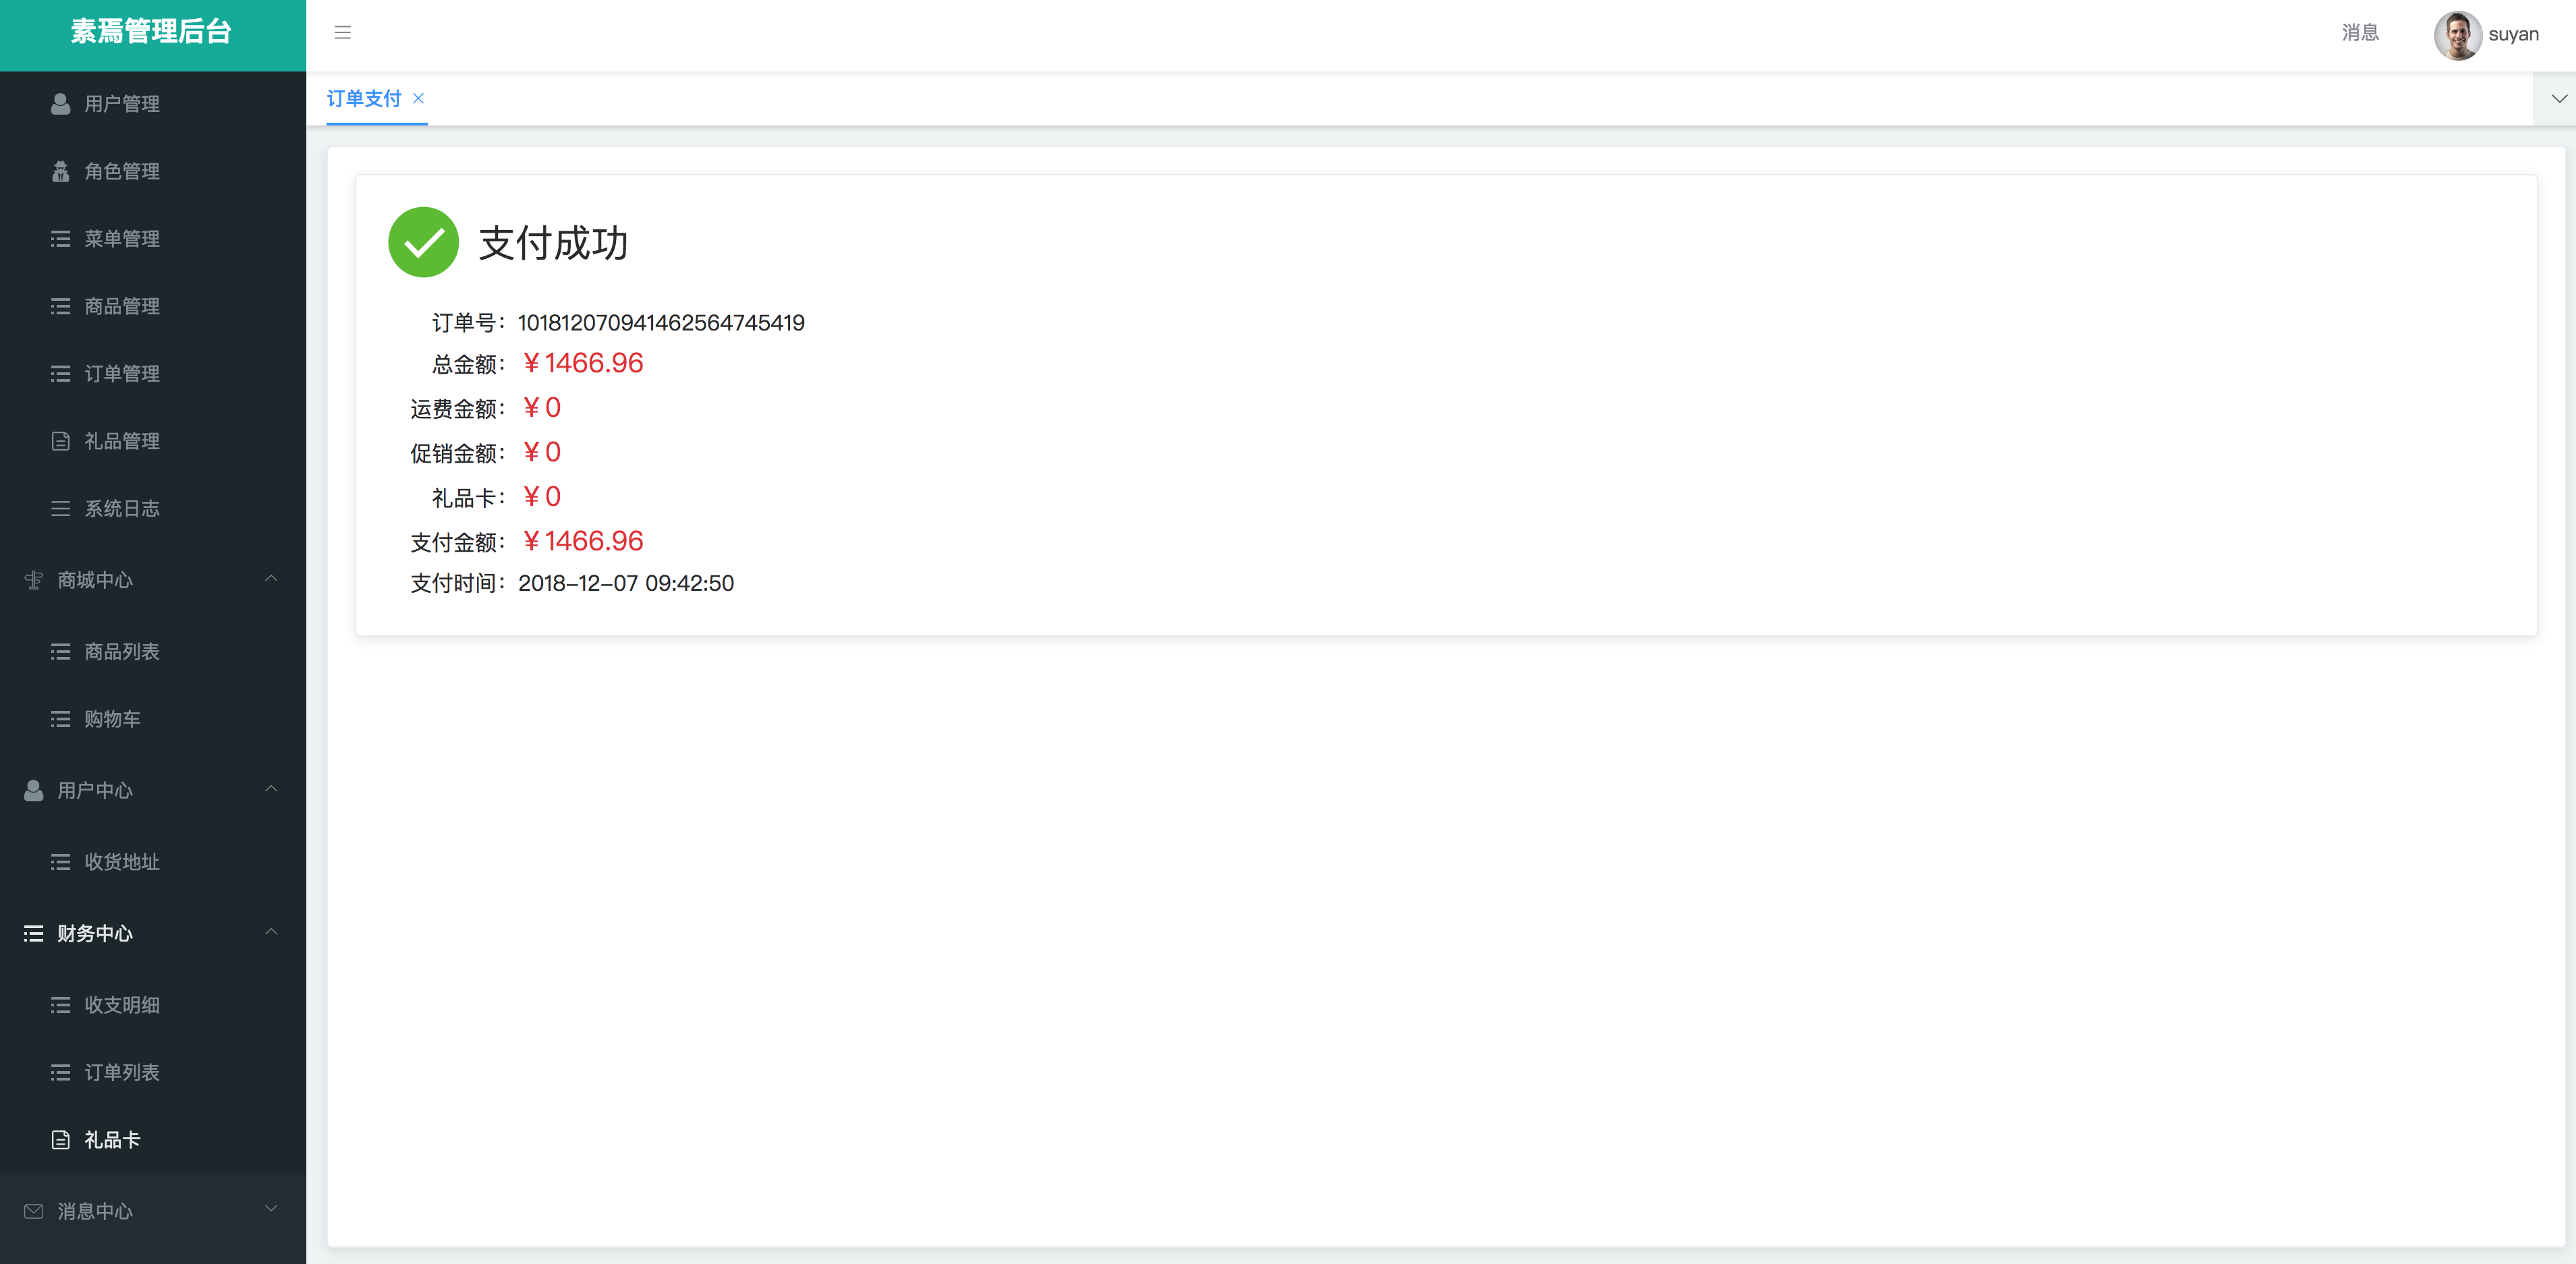 素焉管理后台
消息
suyan
用户管理
角色管理
菜单管理
商品管理
订单管理
礼品管理
系统日志
商城中心
商品列表
购物车
用户中心
收货地址
财务中心
收支明细
订单列表
礼品卡
消息中心
订单支付
支付成功
订单号：101812070941462564745419
总金额：￥1466.96
运费金额：￥0
促销金额：￥0
礼品卡：￥0
支付金额：￥1466.96
支付时间：2018-12-07 09:42:50